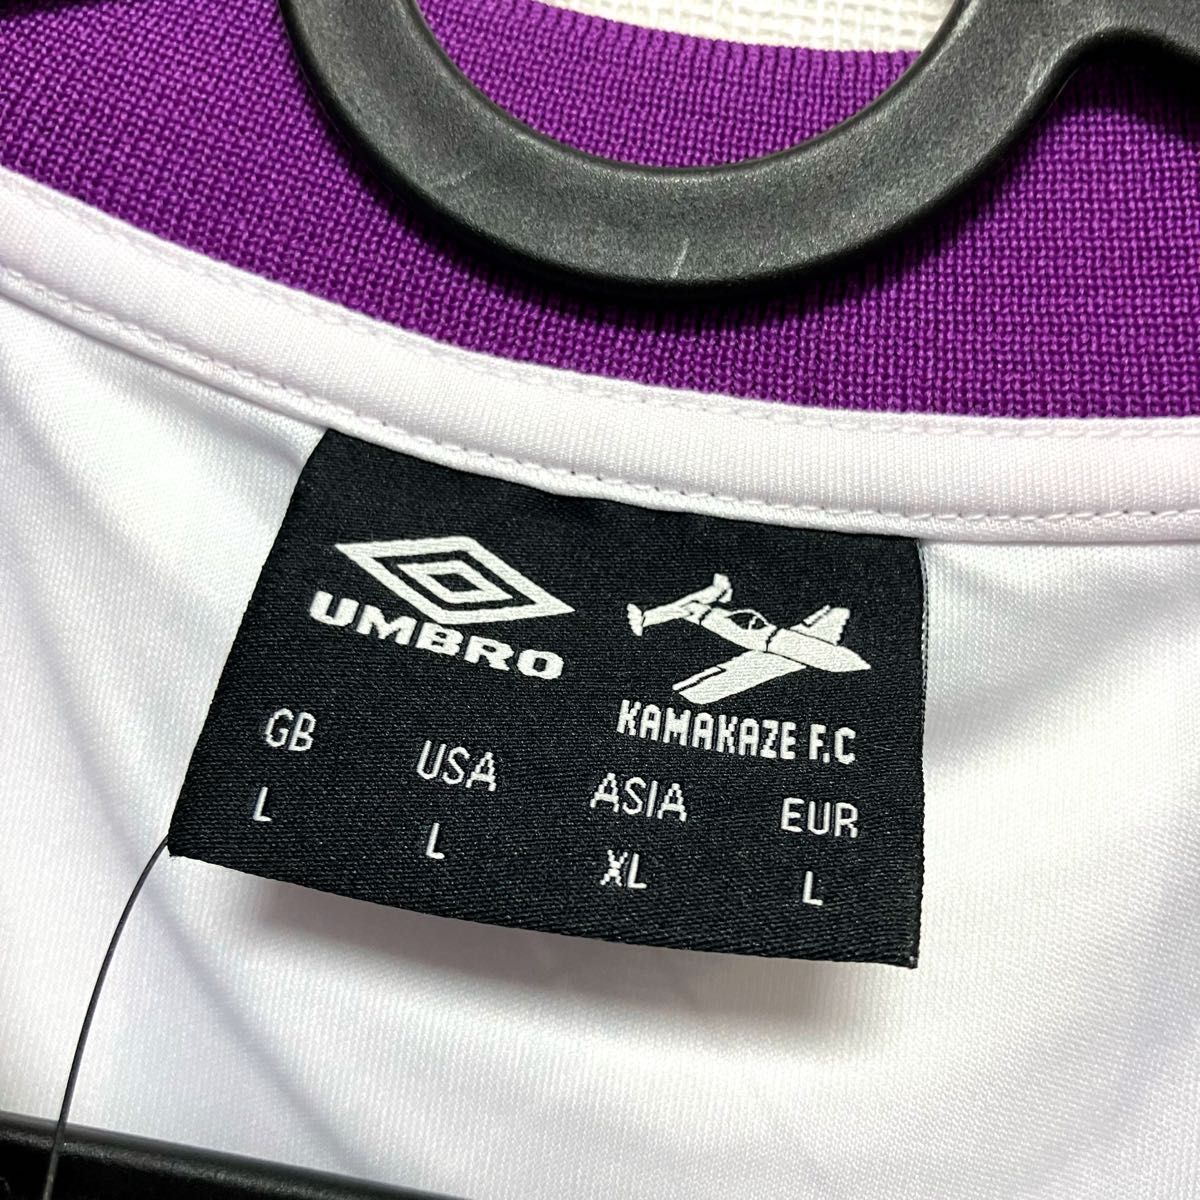 UMBRO
KAMAKAZE F.C
GB USA ASIA EUR
L L XL L